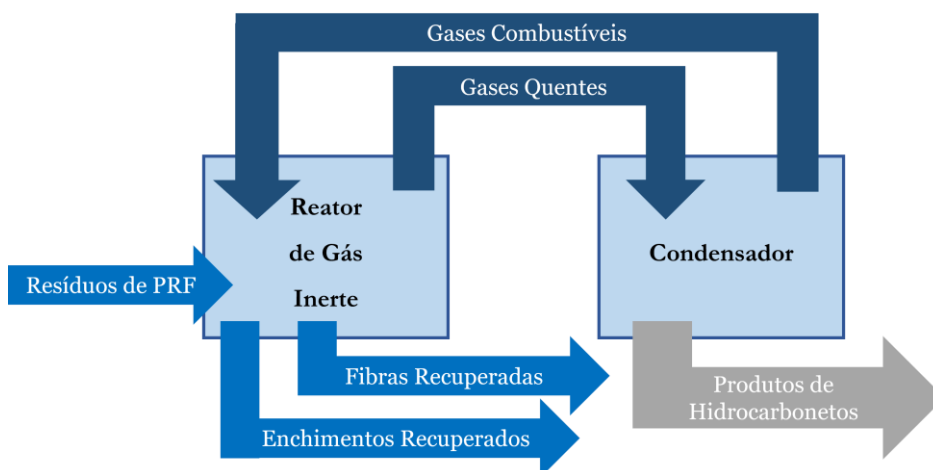 Gases Combustíveis
Gases Quentes
Reator
de Gás
Inerte
Condensador
Resíduos de PRF
Fibras Recuperadas
Enchimentos Recuperados
Produtos de
Hidrocarbonetos